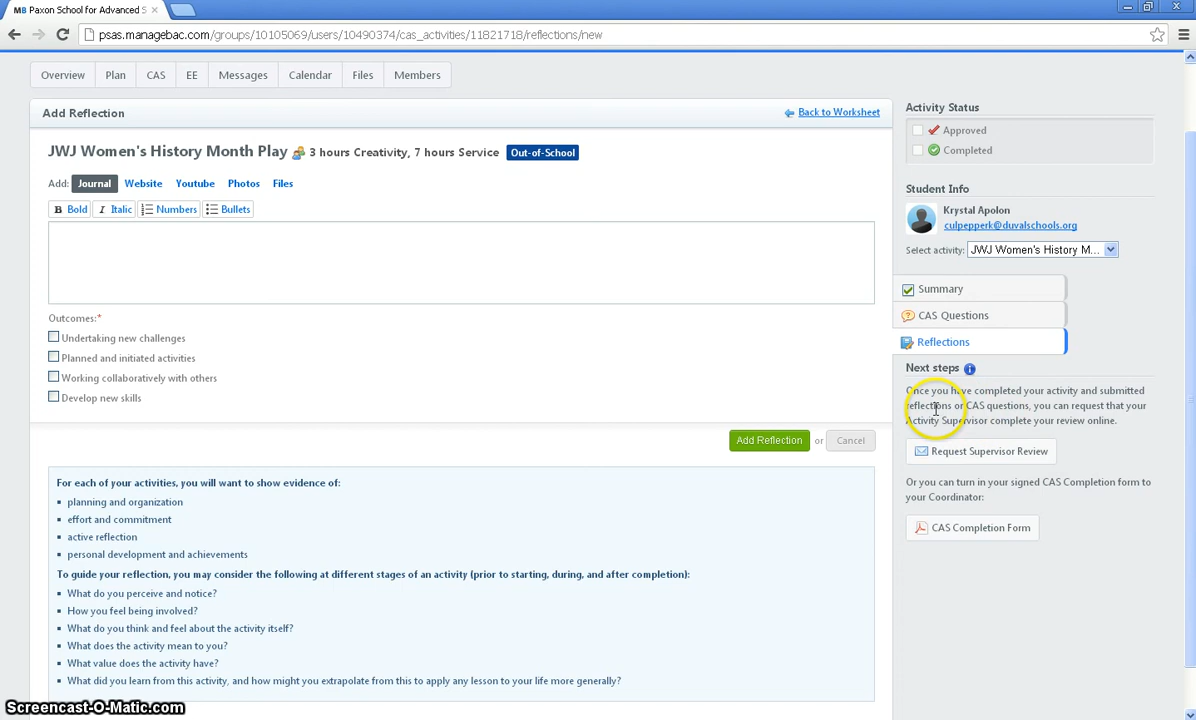 MB Paxon School for Advanced S
psas.managebac.com/groups/10105069/users/10490374/cas_activities/11821718/reflections/new
Overview Plan CAS EE Messages Calendar Files Members
Add Reflection
Back to Worksheet
JWJ Women's History Month Play 3 hours Creativity, 7 hours Service Out-of-School
Add: Journal Website Youtube Photos Files
B Bold I Italic Numbers Bullets
Outcomes:*
Undertaking new challenges
Planned and initiated activities
Working collaboratively with others
Develop new skills
Add Reflection or Cancel
For each of your activities, you will want to show evidence of:
planning and organization
effort and commitment
active reflection
personal development and achievements
To guide your reflection, you may consider the following at different stages of an activity (prior to starting, during, and after completion):
What do you perceive and notice?
How you feel being involved?
What do you think and feel about the activity itself?
What does the activity mean to you?
What value does the activity have?
What did you learn from this activity, and how might you extrapolate from this to apply any lesson to your life more generally?
Activity Status
Approved
Completed
Student Info
Krystal Apolon
culpepperk@duvalschools.org
Select activity: JWJ Women's History M...
Summary
CAS Questions
Reflections
Next steps
Once you have completed your activity and submitted
reflections or CAS questions, you can request that your
Activity Supervisor complete your review online.
Request Supervisor Review
Or you can turn in your signed CAS Completion form to
your Coordinator:
CAS Completion Form
Screencast-O-Matic.com